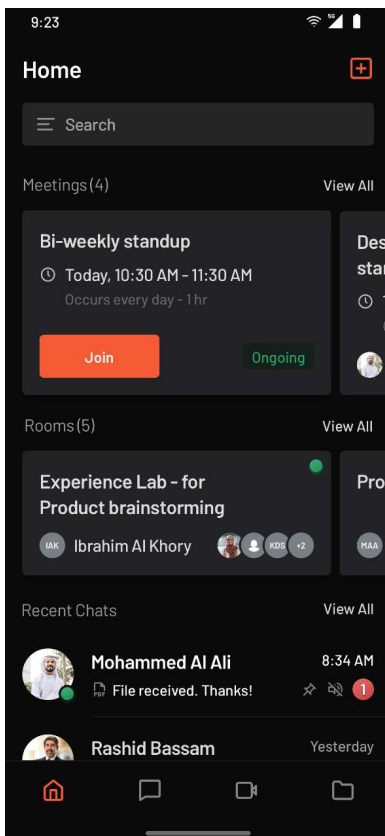 9:23
5G
Home
Search
Meetings (4)
View All
Bi-weekly standup
Today, 10:30 AM - 11:30 AM
Occurs every day - 1 hr
Join
Ongoing
Des
sta
Rooms (5)
View All
Experience Lab - for
Product brainstorming
IAK
Ibrahim Al Khory
KDS
+2
Pro
MAA
Recent Chats
View All
Mohammed Al Ali
8:34 AM
PDF
File received. Thanks!
1
Rashid Bassam
Yesterday